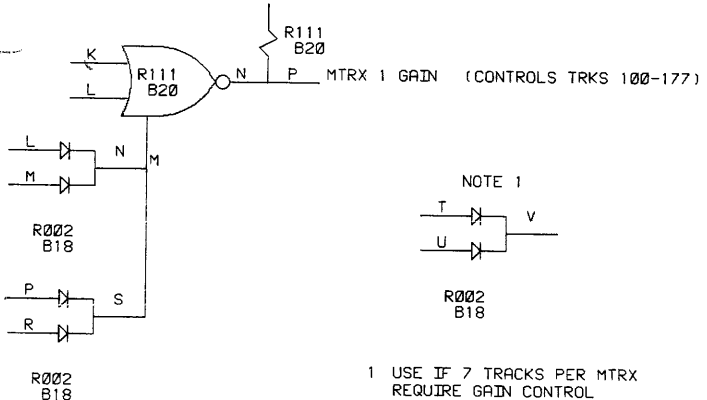 R111
B20
K
R111
B20
N
P
MTRX 1 GAIN (CONTROLS TRKS 100-177)
L
L
N
M
M
R002
B18
NOTE 1
T
V
U
R002
B18
P
S
R
R002
B18
1 USE IF 7 TRACKS PER MTRX
REQUIRE GAIN CONTROL